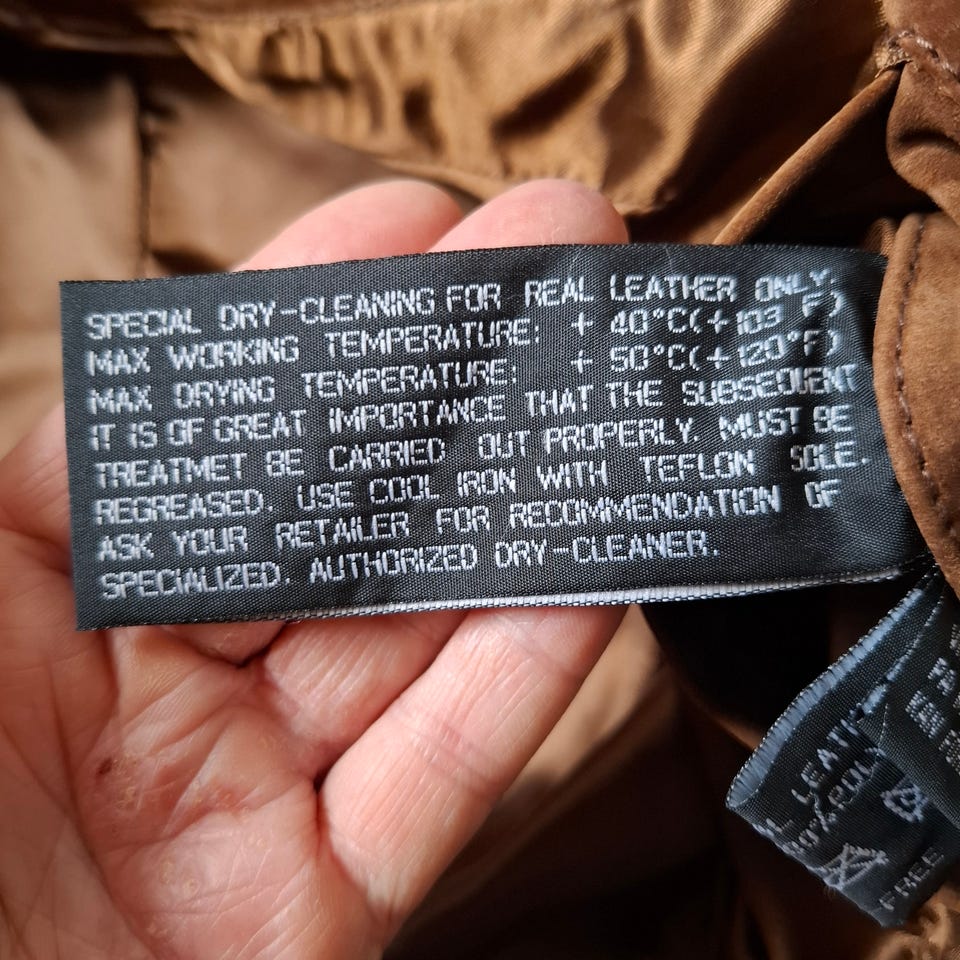 SPECIAL DRY-CLEANING FOR REAL LEATHER ONLY.
MAX WORKING TEMPERATURE: + 40°C(+103 F)
MAX DRYING TEMPERATURE: + 50°C(+120°F)
IT IS OF GREAT IMPORTANCE THAT THE SUBSEQUENT
TREATMET BE CARRIED OUT PROPERLY. MUST BE
REGREASED. USE COOL IRON WITH TEFLON SOLE.
ASK YOUR RETAILER FOR RECOMMENDATION OF
SPECIALIZED. AUTHORIZED DRY-CLEANER.
FREE